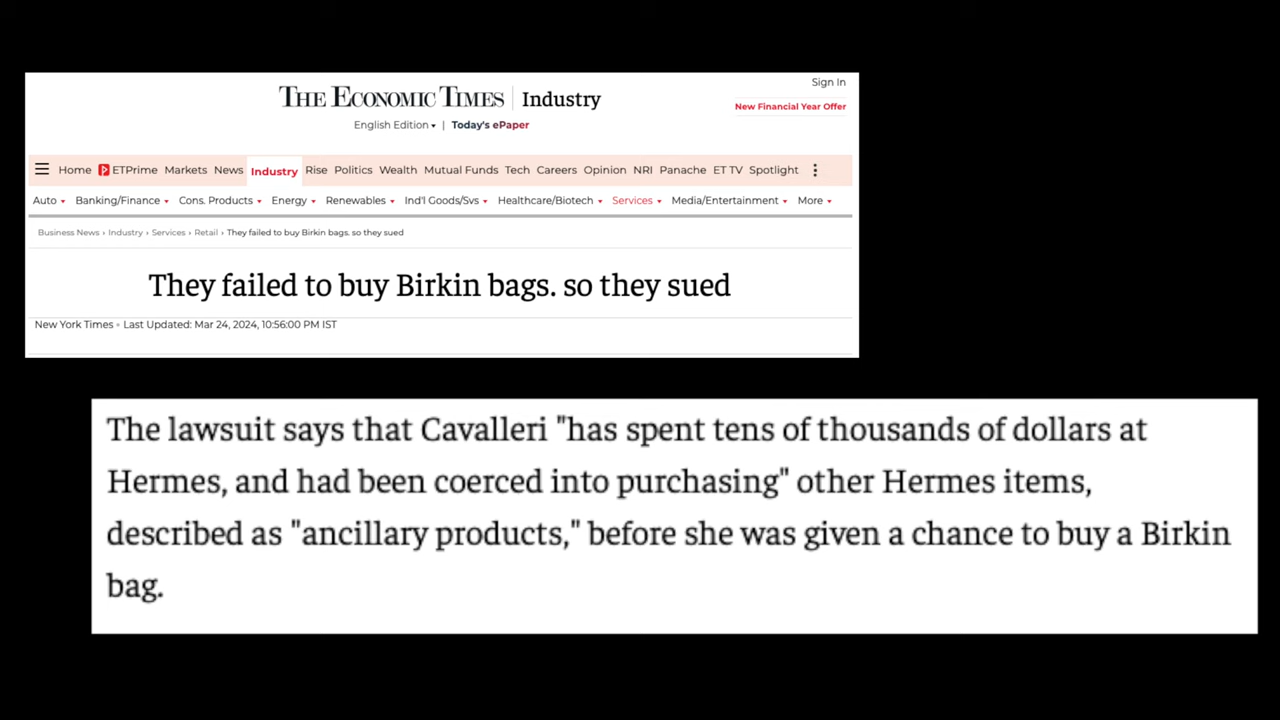 Sign In
THE ECONOMIC TIMES | Industry
New Financial Year Offer
English Edition | Today's ePaper
Home ETPrime Markets News Industry Rise Politics Wealth Mutual Funds Tech Careers Opinion NRI Panache ET TV Spotlight
Auto Banking/Finance Cons. Products Energy Renewables Ind'l Goods/Svs Healthcare/Biotech Services Media/Entertainment More
Business News › Industry › Services › Retail › They failed to buy Birkin bags. so they sued
They failed to buy Birkin bags. so they sued
New York Times • Last Updated: Mar 24, 2024, 10:56:00 PM IST
The lawsuit says that Cavalleri "has spent tens of thousands of dollars at
Hermes, and had been coerced into purchasing" other Hermes items,
described as "ancillary products," before she was given a chance to buy a Birkin
bag.